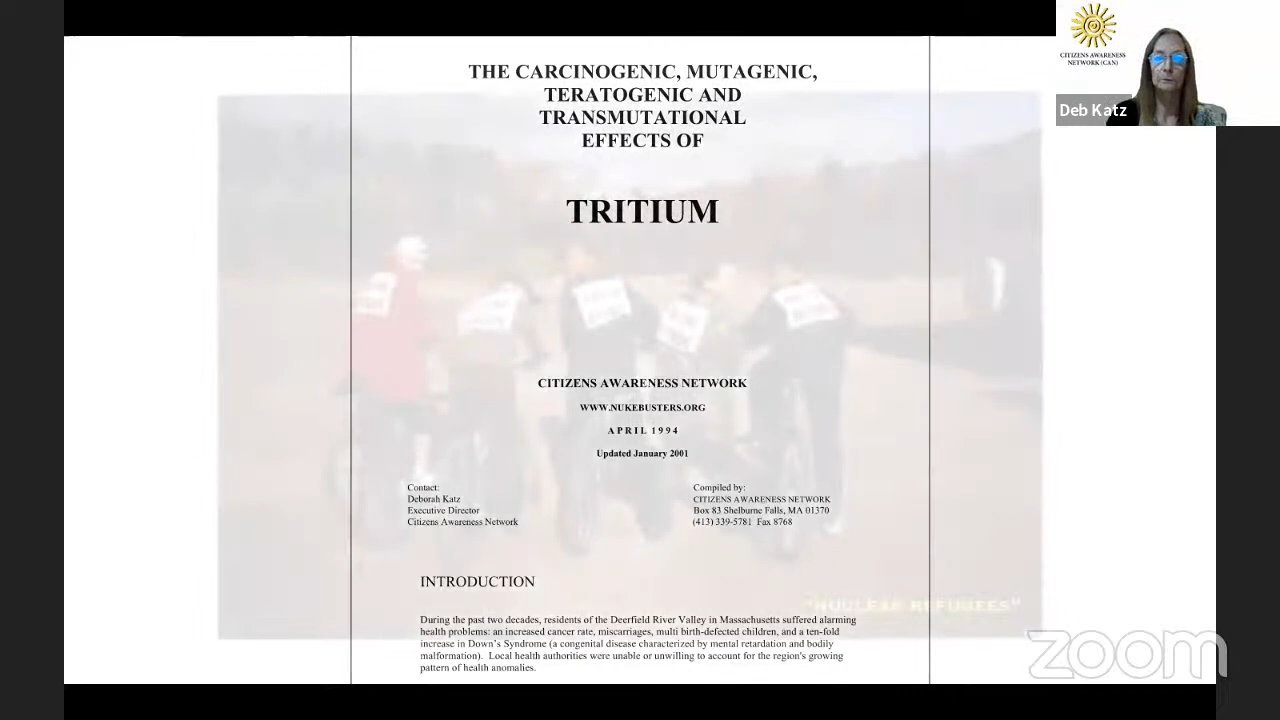 THE CARCINOGENIC, MUTAGENIC,
TERATOGENIC AND
TRANSMUTATIONAL
EFFECTS OF
TRITIUM
CITIZENS AWARENESS NETWORK
WWW.NUKEBUSTERS.ORG
APRIL 1994
Updated January 2001
Contact:
Deborah Katz
Executive Director
Citizens Awareness Network
Compiled by:
CITIZENS AWARENESS NETWORK
Box 83 Shelburne Falls, MA 01370
(413) 339-5781 Fax 8768
INTRODUCTION
During the past two decades, residents of the Deerfield River Valley in Massachusetts suffered alarming
health problems: an increased cancer rate, miscarriages, multi birth-defected children, and a ten-fold
increase in Down's Syndrome (a congenital disease characterized by mental retardation and bodily
malformation). Local health authorities were unable or unwilling to account for the region's growing
pattern of health anomalies.
"NUCLEAR REFUGEES"
CITIZENS AWARENESS
NETWORK (CAN)
Deb Katz
zoom